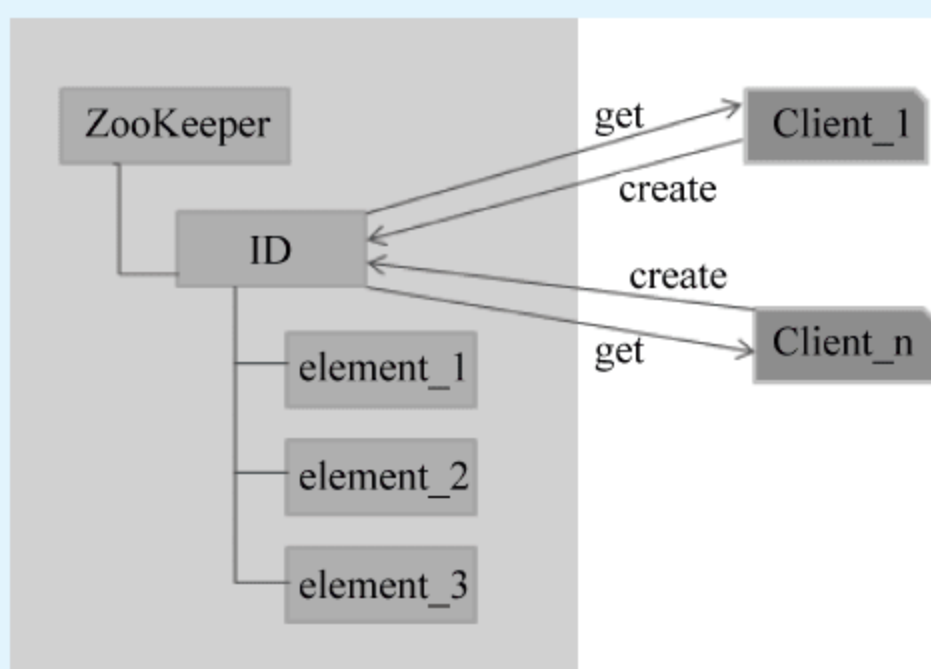 ZooKeeper
get
Client_1
create
ID
create
Client_n
get
element_1
element_2
element_3